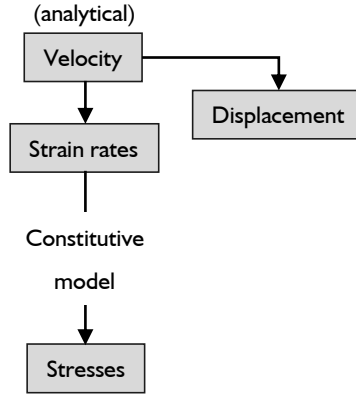 (analytical)
Velocity
Displacement
Strain rates
Constitutive
model
Stresses